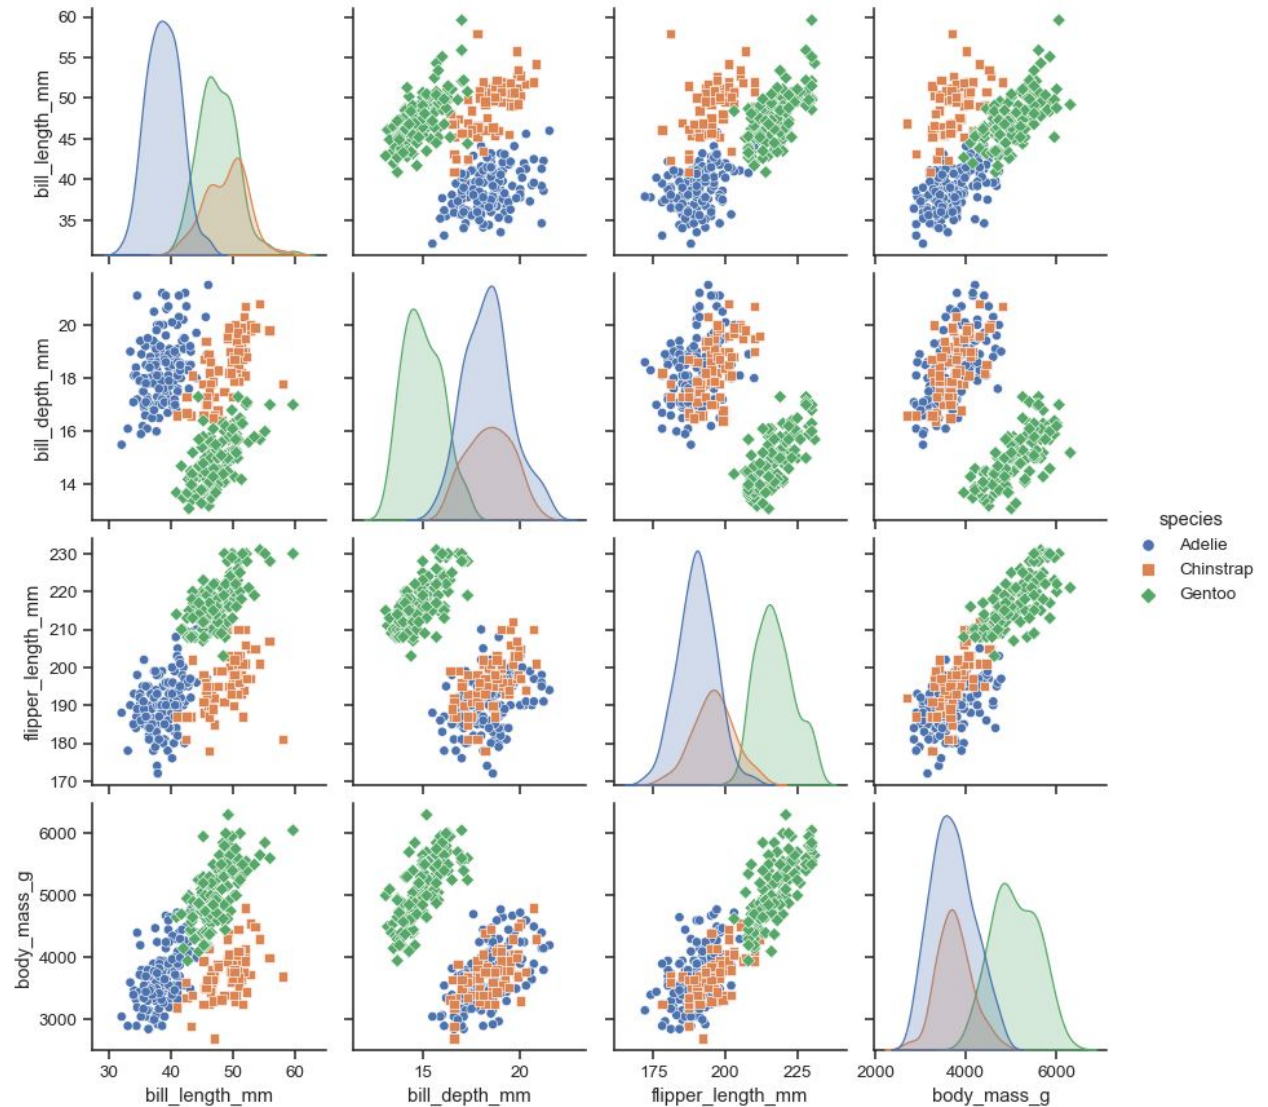 60
55
50
45
40
35
bill_length_mm
20
18
16
14
bill_depth_mm
230
220
210
200
190
180
170
flipper_length_mm
6000
5000
4000
3000
body_mass_g
30 40 50 60
bill_length_mm
15 20
bill_depth_mm
175 200 225
flipper_length_mm
2000 4000 6000
body_mass_g
species
Adelie
Chinstrap
Gentoo